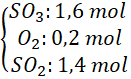 SO₃: 1,6 mol
O₂: 0,2 mol
SO₂: 1,4 mol